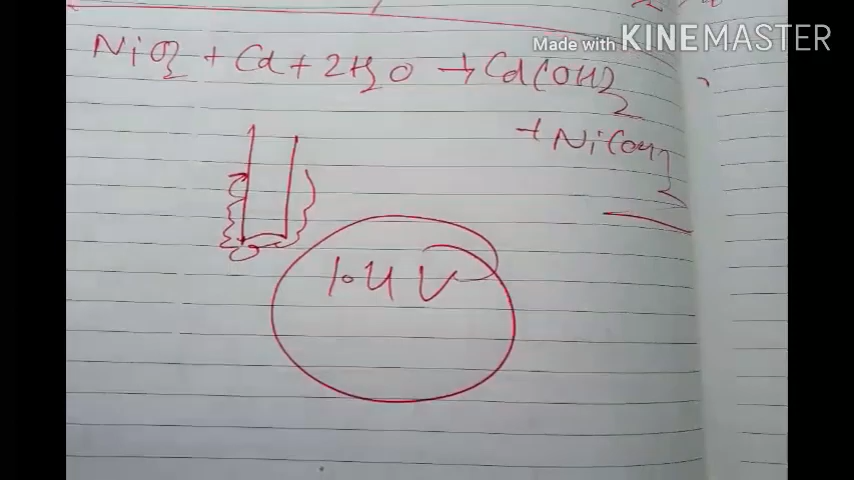 Made with KINEMASTER
NiO2 + Cd + 2H2O → Cd(OH)2
+ Ni(OH)2
1.4 V